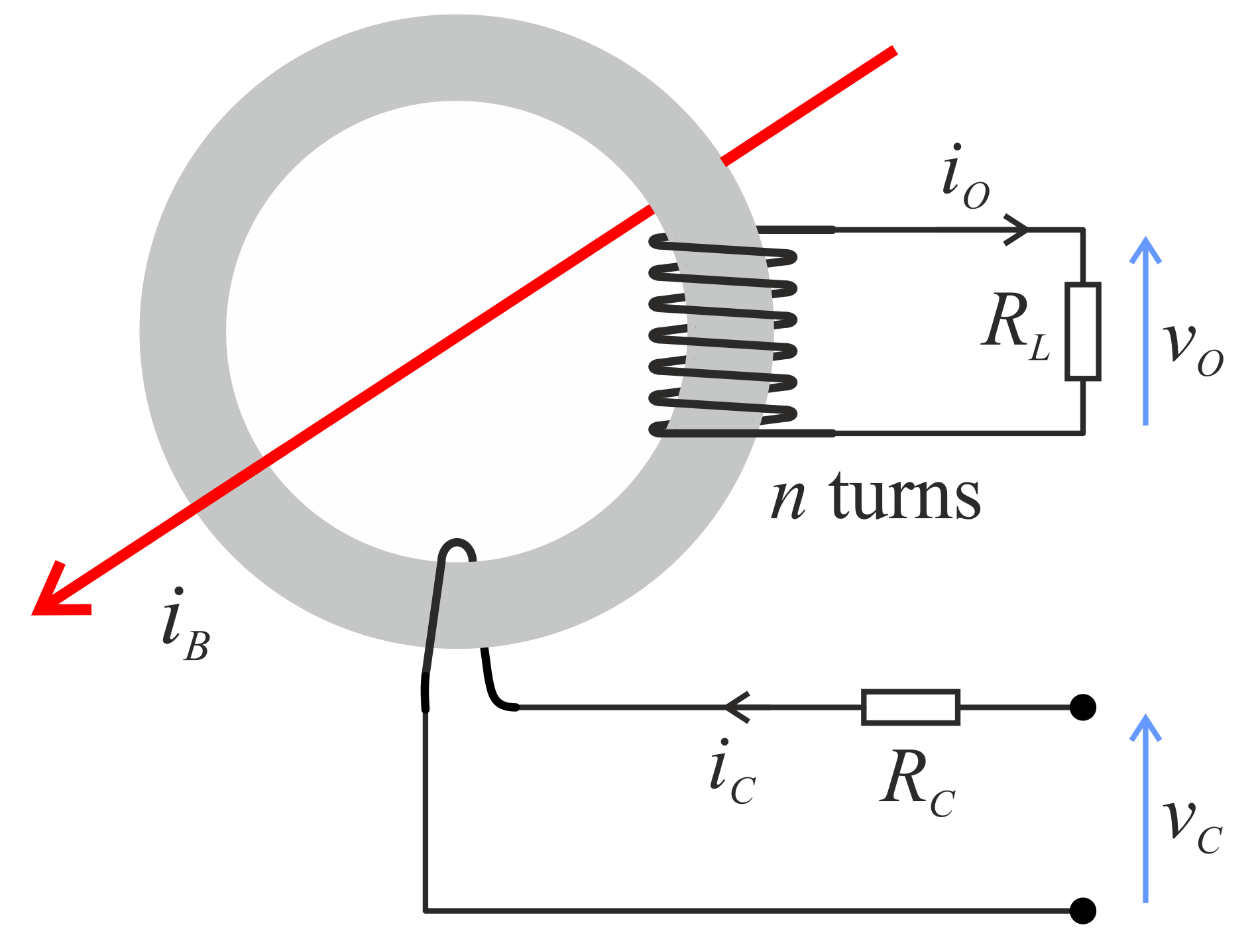 i_O
R_L
v_O
n turns
i_B
i_C
R_C
v_C